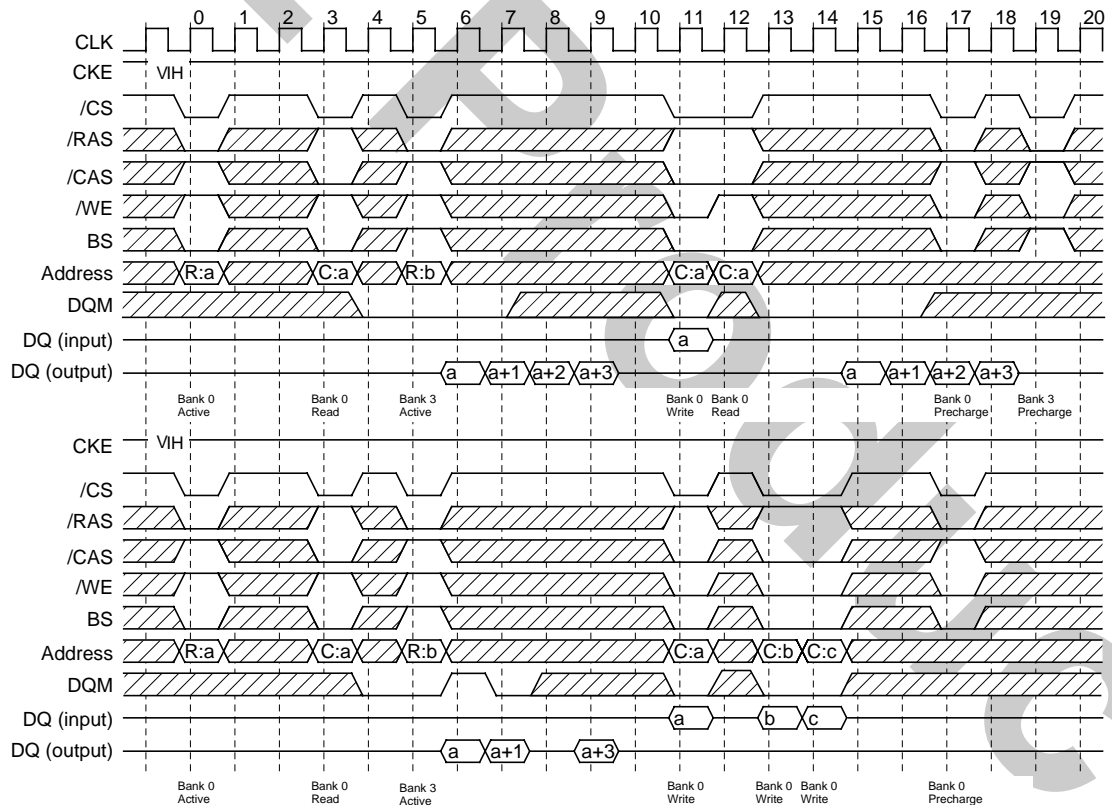 0 1 2 3 4 5 6 7 8 9 10 11 12 13 14 15 16 17 18 19 20
CLK
CKE VIH
/CS
/RAS
/CAS
/WE
BS
Address R:a C:a R:b C:a' C:a
DQM
DQ (input) a
DQ (output) a a+1 a+2 a+3 a a+1 a+2 a+3
Bank 0 Bank 0 Bank 3 Bank 0 Bank 0 Bank 0 Bank 3
Active Read Active Write Read Precharge Precharge
CKE VIH
/CS
/RAS
/CAS
/WE
BS
Address R:a C:a R:b C:a C:b C:c
DQM
DQ (input) a b c
DQ (output) a a+1 a+3
Bank 0 Bank 0 Bank 3 Bank 0 Bank 0 Bank 0 Bank 0
Active Read Active Write Write Write Precharge